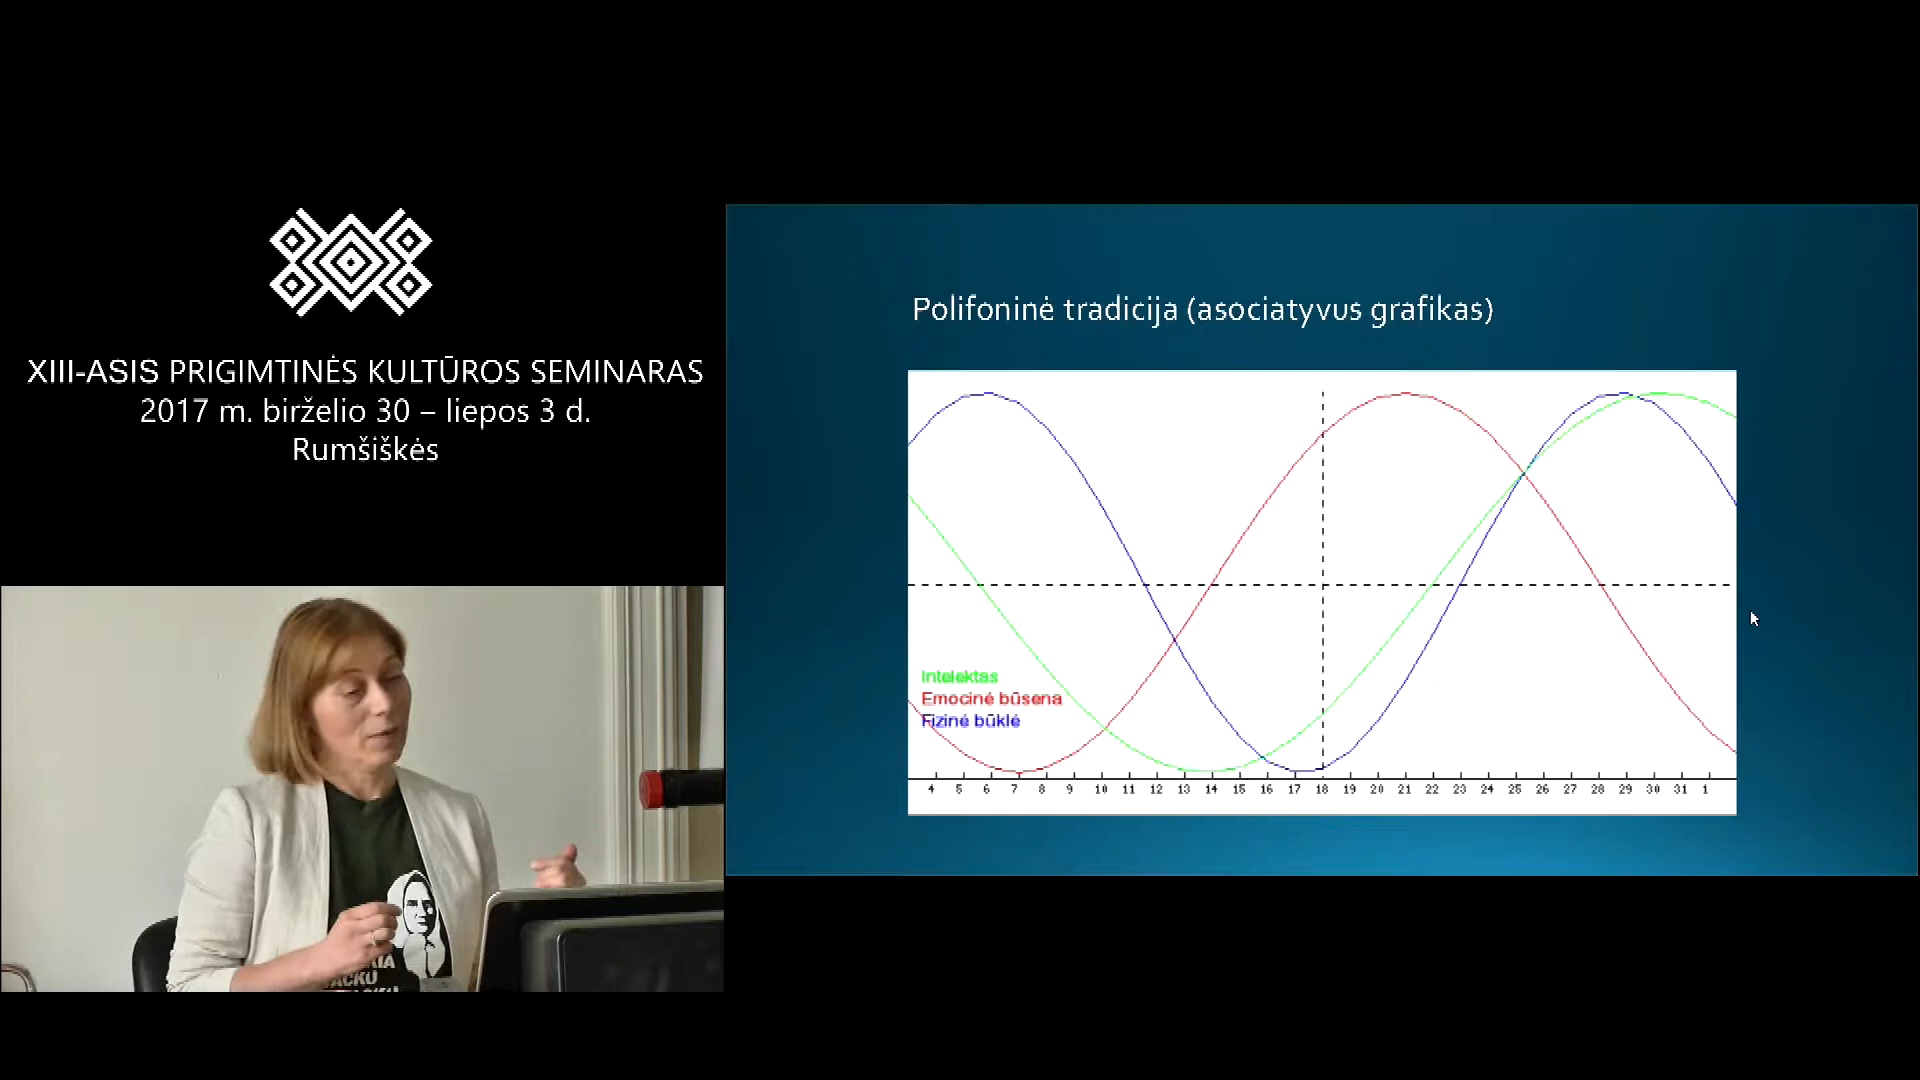 XIII-ASIS PRIGIMTINĖS KULTŪROS SEMINARAS
2017 m. birželio 30 – liepos 3 d.
Rumšiškės
Polifoninė tradicija (asociatyvus grafikas)
Intelektas
Emocinė būsena
Fizinė būklė
4 5 6 7 8 9 10 11 12 13 14 15 16 17 18 19 20 21 22 23 24 25 26 27 28 29 30 31 1